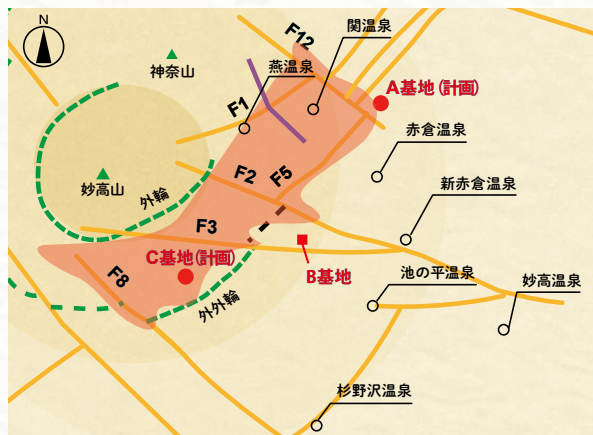 N
F12
関温泉
神奈山
燕温泉
A基地(計画)
F1
赤倉温泉
F2
F5
新赤倉温泉
妙高山
外輪
F3
C基地(計画)
B基地
F8
池の平温泉
妙高温泉
外外輪
杉野沢温泉